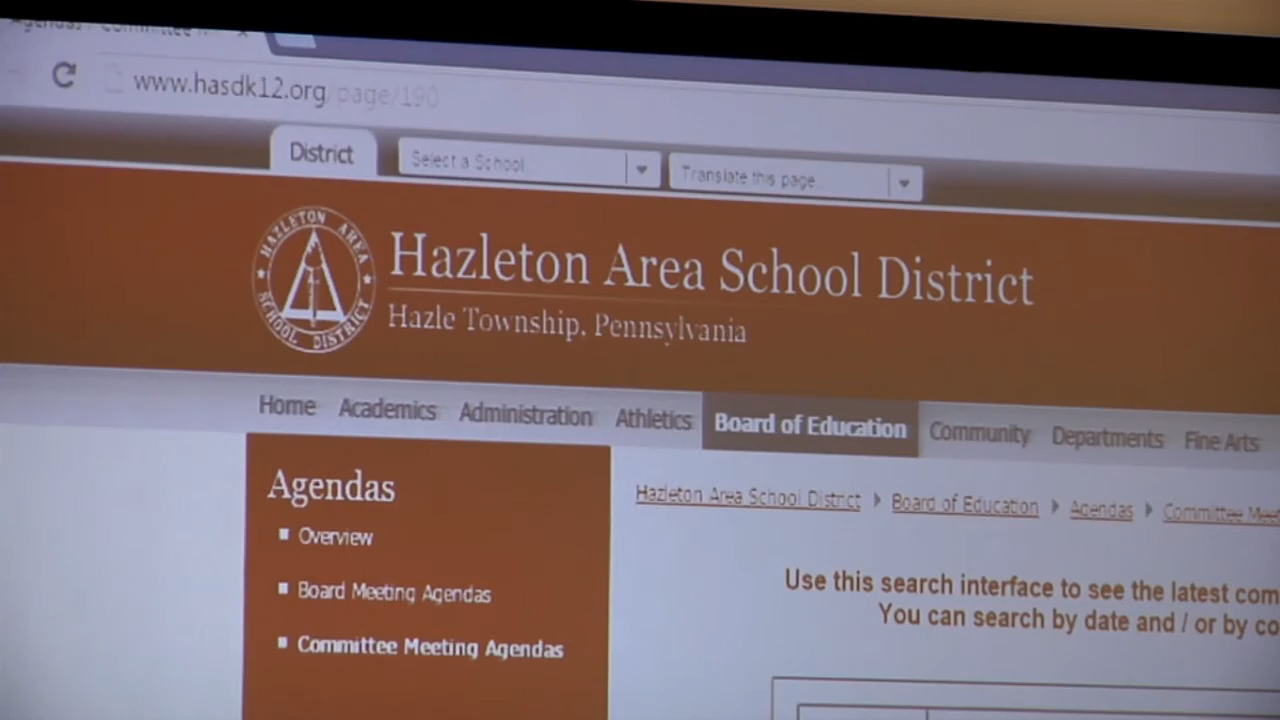 Agendas / Committee
www.hasdk12.org/page/190
District
Select a School...
Translate this page...
HAZLETON AREA SCHOOL DISTRICT
Hazleton Area School District
Hazle Township, Pennsylvania
Home Academics Administration Athletics Board of Education Community Departments Fine Arts
Agendas
Overview
Board Meeting Agendas
Committee Meeting Agendas
Hazleton Area School District Board of Education Agendas Committee
Use this search interface to see the latest com
You can search by date and / or by co